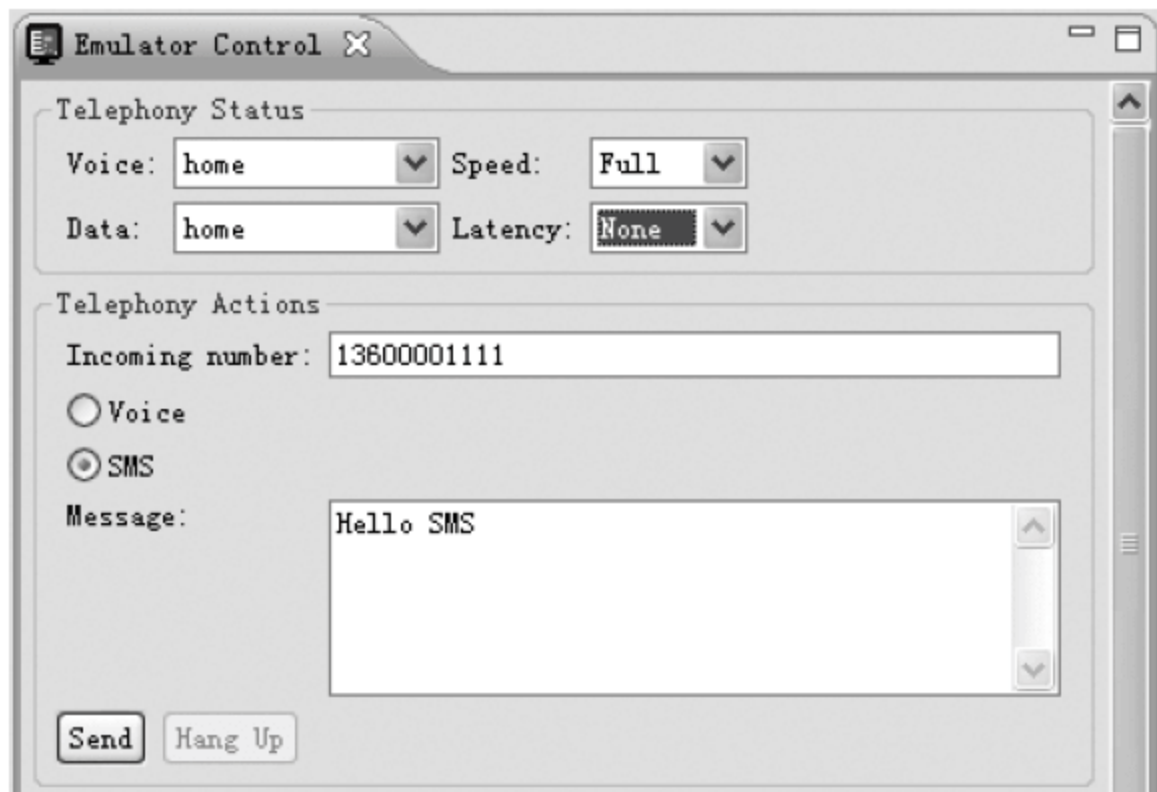 Emulator Control
Telephony Status
Voice: home Speed: Full
Data: home Latency: None
Telephony Actions
Incoming number: 13600001111
Voice
SMS
Message: Hello SMS
Send Hang Up